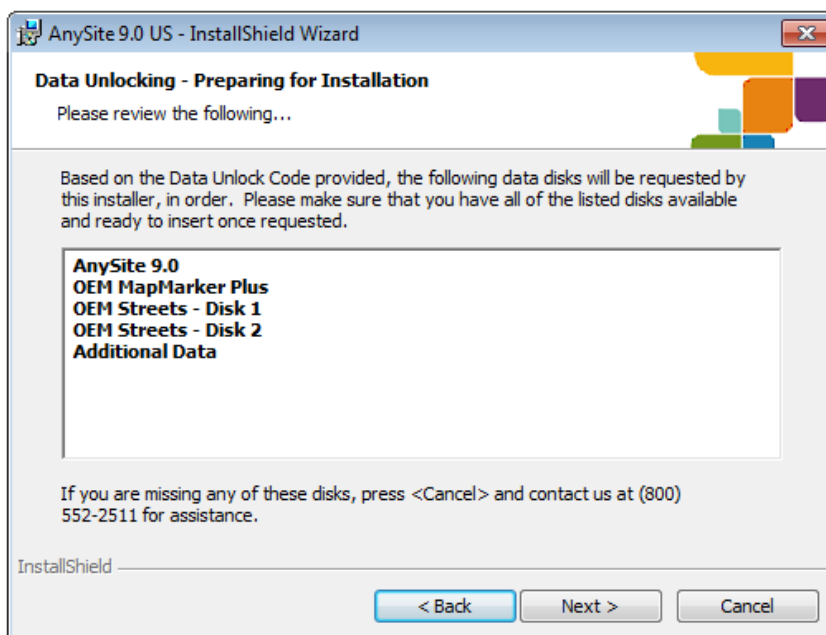 AnySite 9.0 US - InstallShield Wizard
Data Unlocking - Preparing for Installation
Please review the following...
Based on the Data Unlock Code provided, the following data disks will be requested by
this installer, in order.  Please make sure that you have all of the listed disks available
and ready to insert once requested.
AnySite 9.0
OEM MapMarker Plus
OEM Streets - Disk 1
OEM Streets - Disk 2
Additional Data
If you are missing any of these disks, press <Cancel> and contact us at (800)
552-2511 for assistance.
InstallShield
< Back
Next >
Cancel